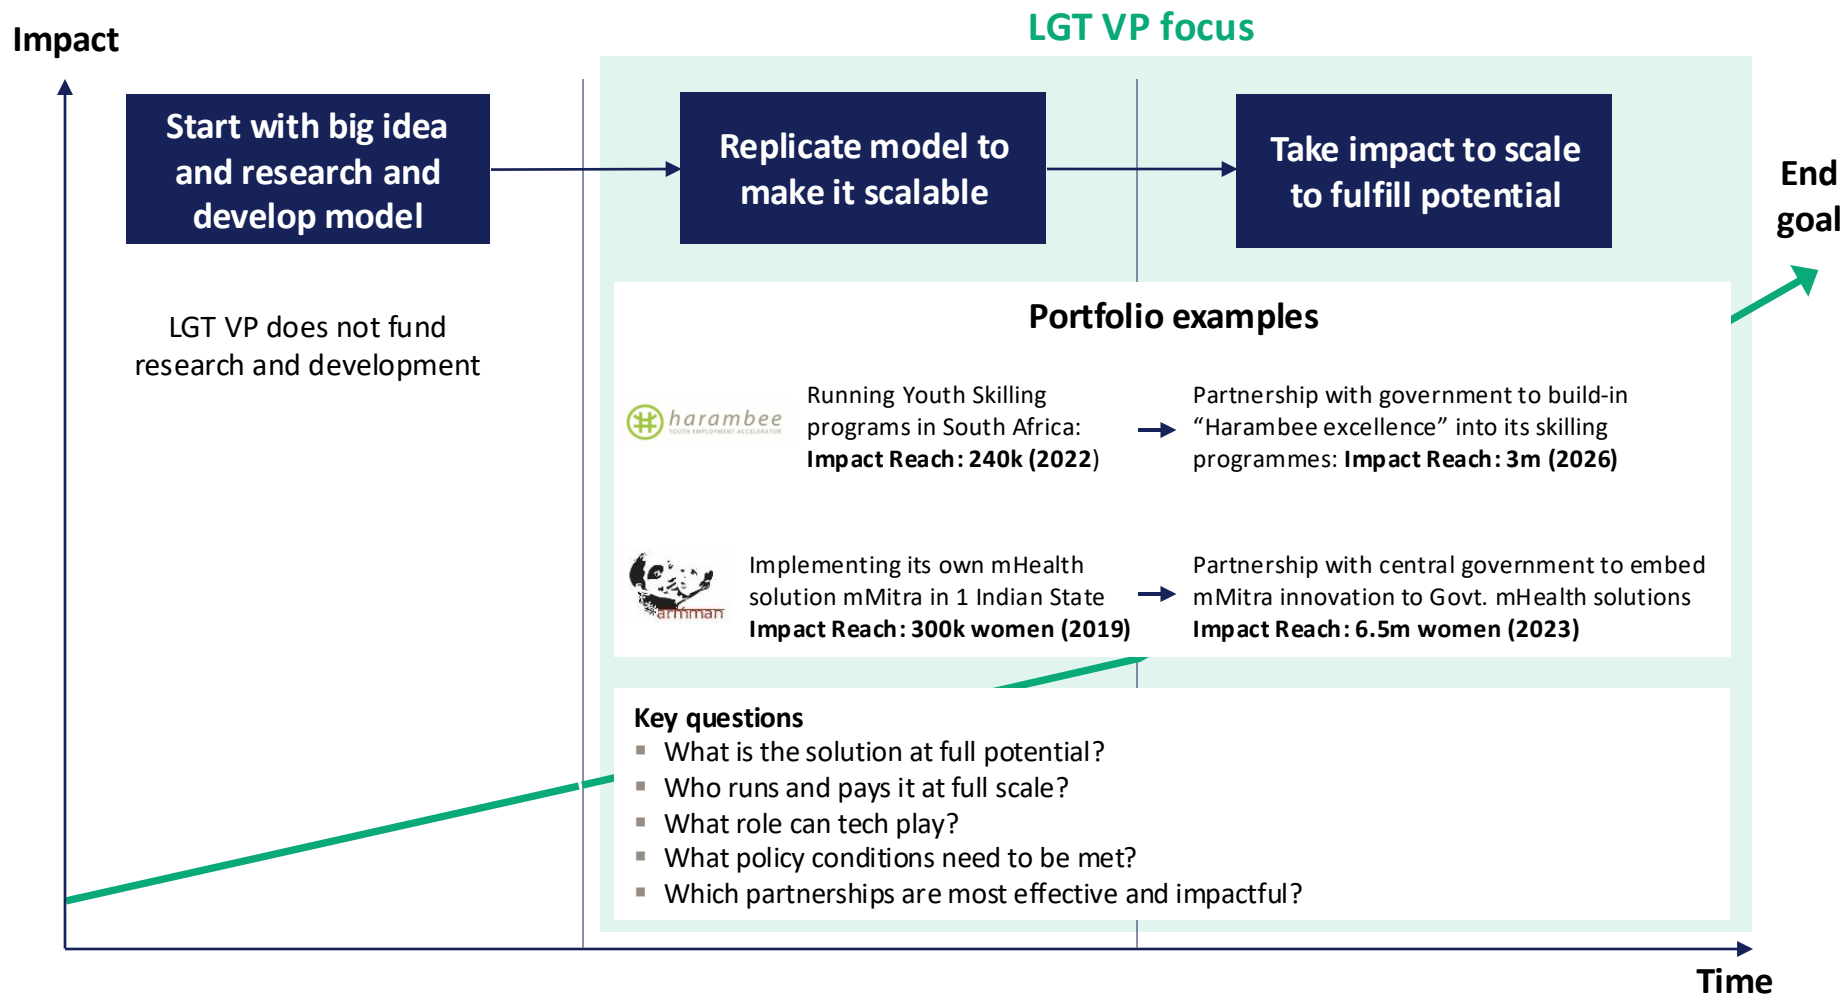 LGT VP focus
Impact
Start with big idea
and research and
develop model
Replicate model to
make it scalable
Take impact to scale
to fulfill potential
End
goal
LGT VP does not fund
research and development
Portfolio examples
harambee
YOUTH EMPLOYMENT ACCELERATOR
Running Youth Skilling
programs in South Africa:
Impact Reach: 240k (2022)
Partnership with government to build-in
“Harambee excellence” into its skilling
programmes: Impact Reach: 3m (2026)
armman
Implementing its own mHealth
solution mMitra in 1 Indian State
Impact Reach: 300k women (2019)
Partnership with central government to embed
mMitra innovation to Govt. mHealth solutions
Impact Reach: 6.5m women (2023)
Key questions
▪ What is the solution at full potential?
▪ Who runs and pays it at full scale?
▪ What role can tech play?
▪ What policy conditions need to be met?
▪ Which partnerships are most effective and impactful?
Time